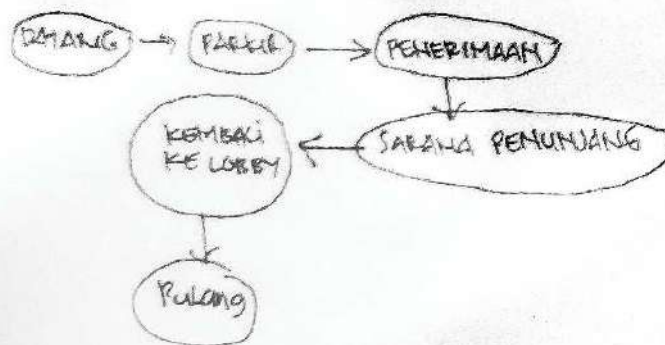 DATANG
PARKIR
PENERIMAAN
SARANA PENUNJANG
KEMBALI
KE LOBBY
Pulang